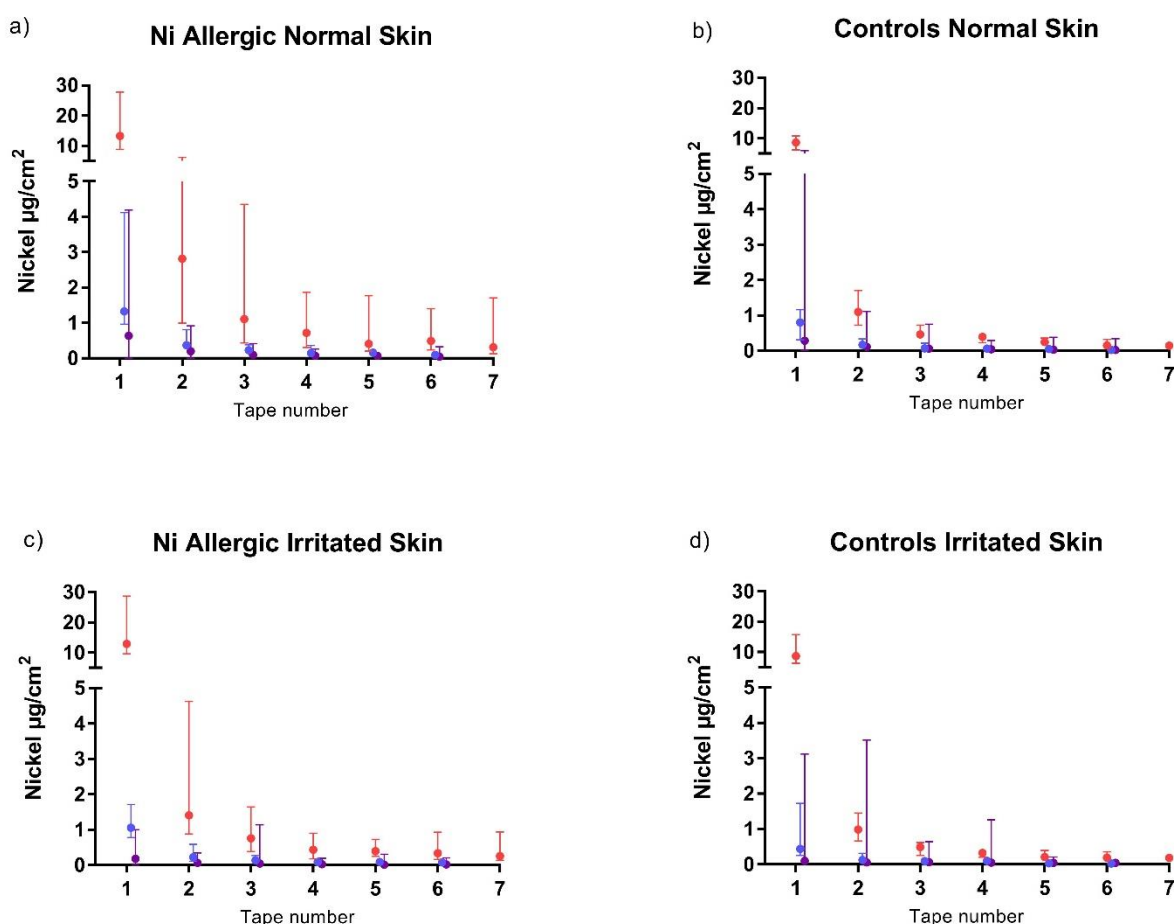 a)
Ni Allergic Normal Skin
Nickel µg/cm²
30
20
10
5
4
3
2
1
0
1 2 3 4 5 6 7
Tape number
b)
Controls Normal Skin
Nickel µg/cm²
30
20
10
5
4
3
2
1
0
1 2 3 4 5 6 7
Tape number
c)
Ni Allergic Irritated Skin
Nickel µg/cm²
30
20
10
5
4
3
2
1
0
1 2 3 4 5 6 7
Tape number
d)
Controls Irritated Skin
Nickel µg/cm²
30
20
10
5
4
3
2
1
0
1 2 3 4 5 6 7
Tape number